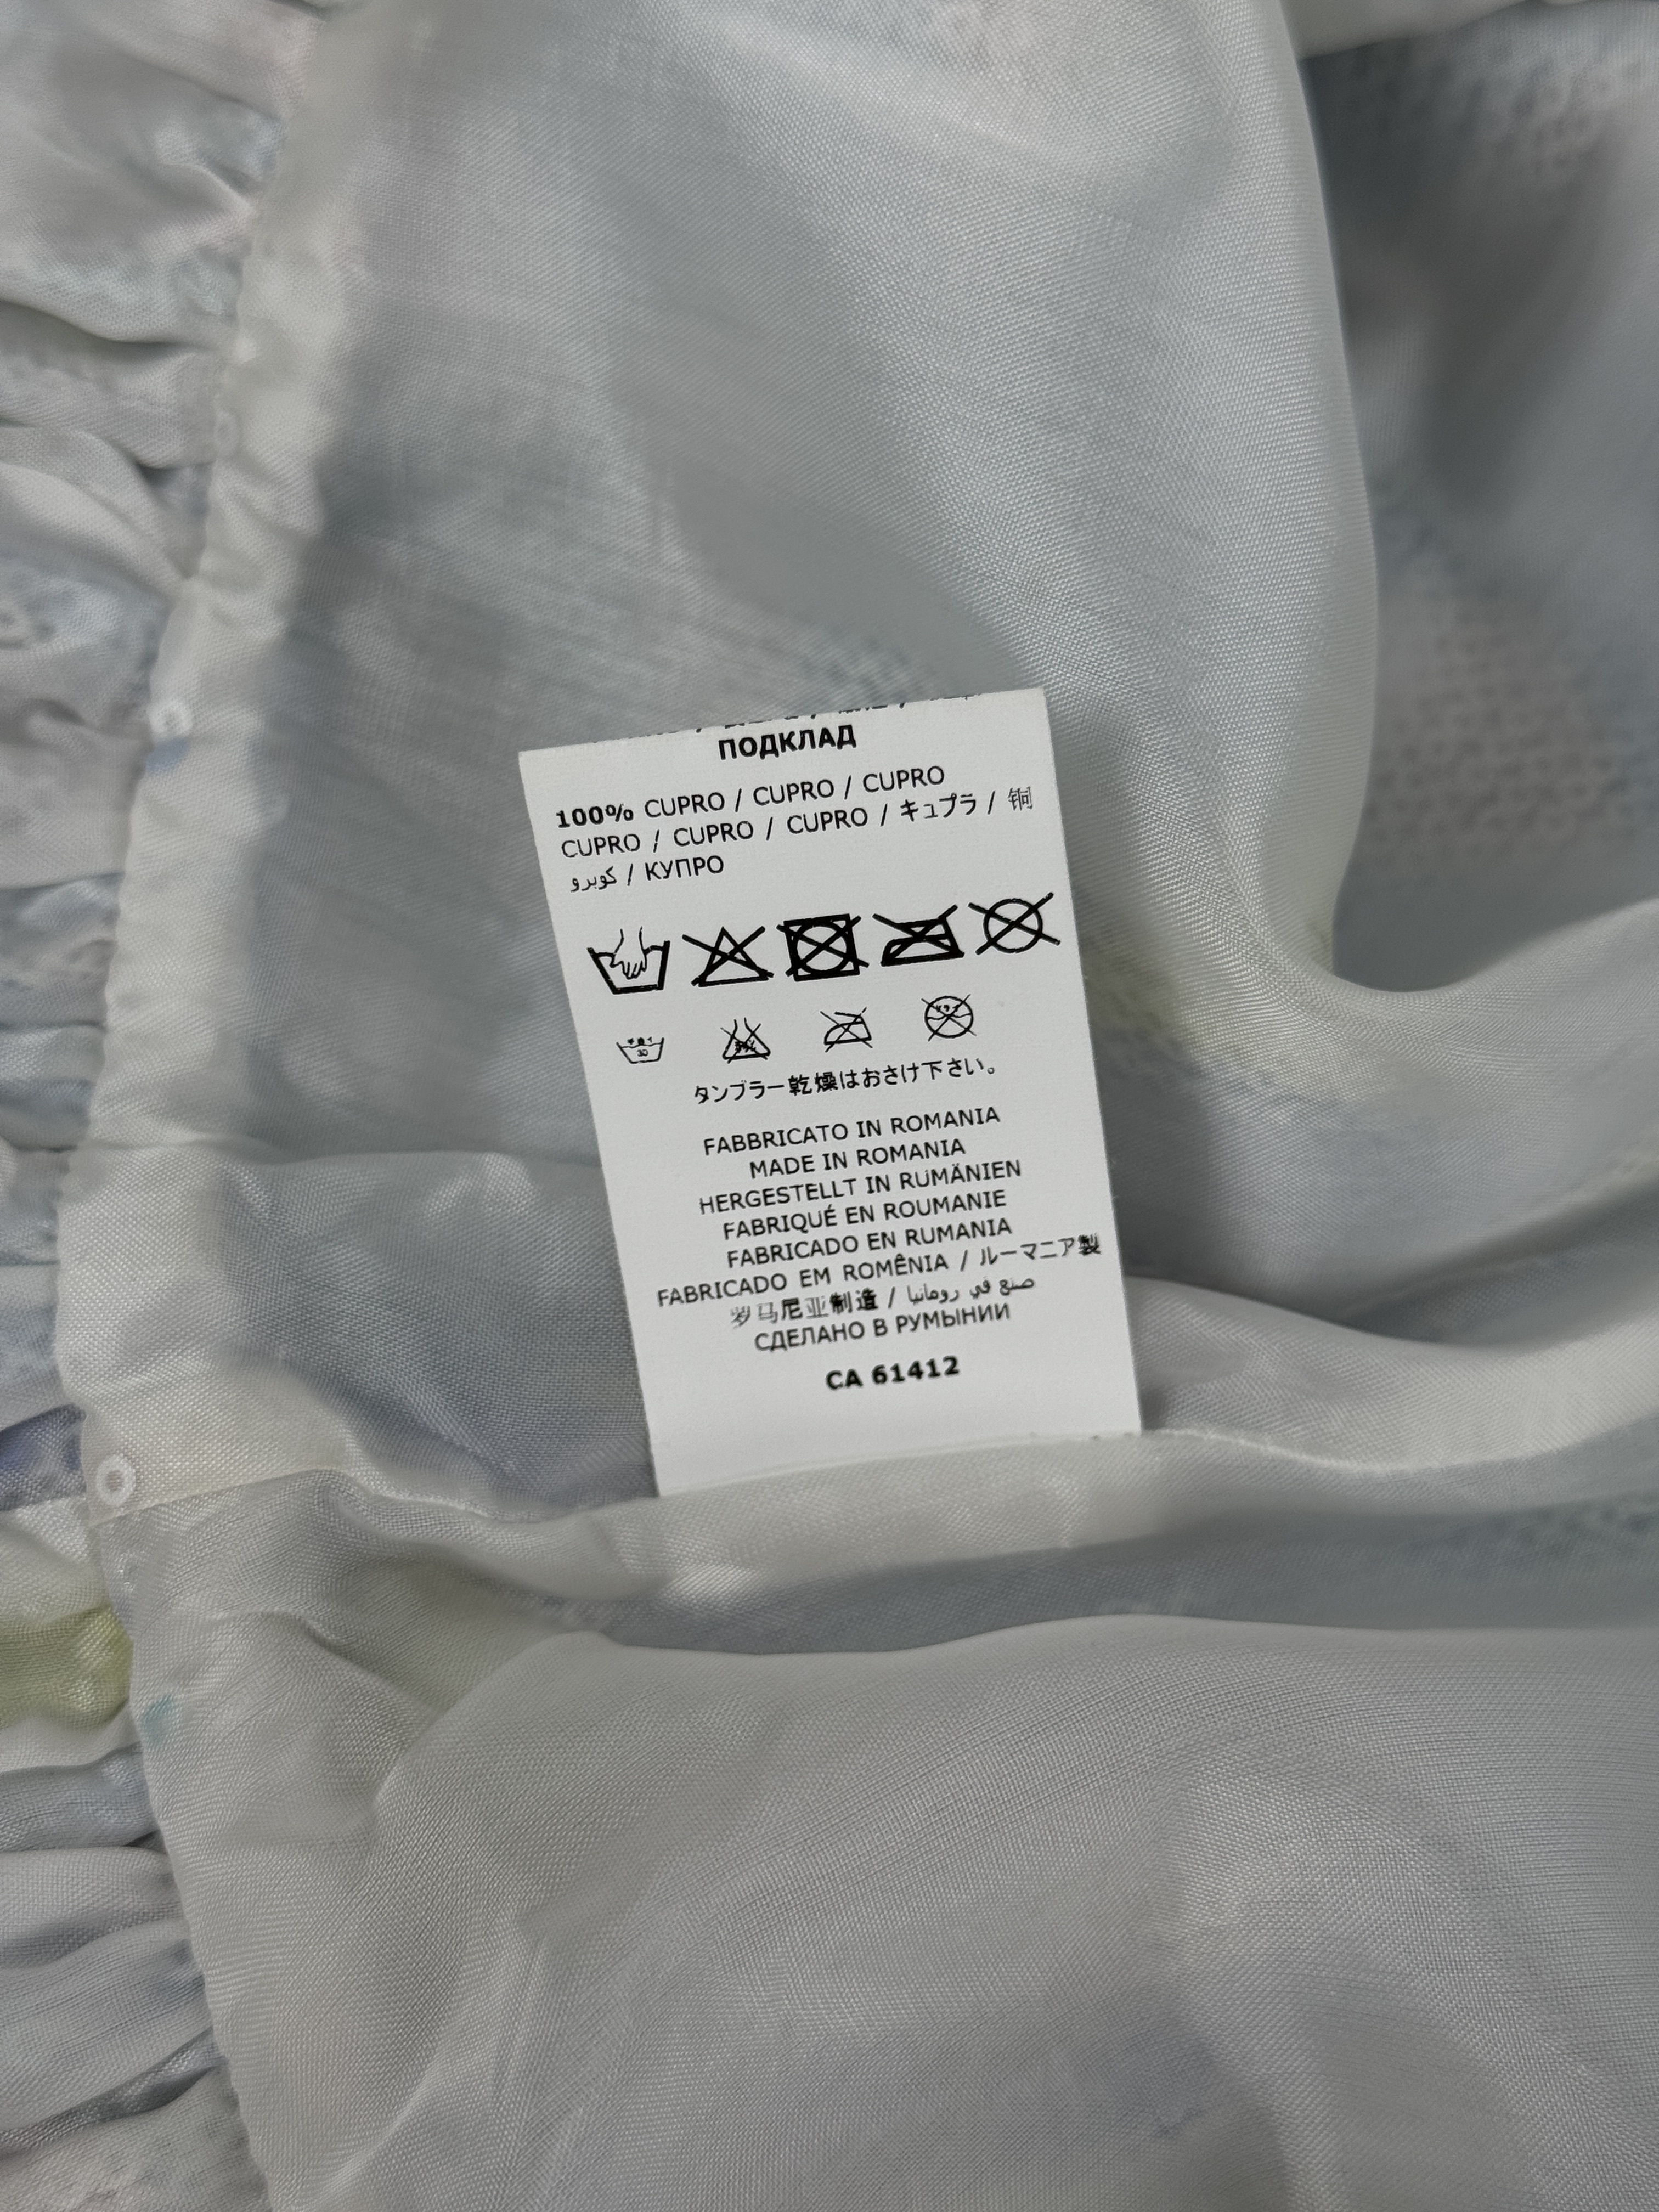 ПОДКЛАД
100% CUPRO / CUPRO / CUPRO
CUPRO / CUPRO / CUPRO / キュプラ / 铜
كوبرو / КУПРО
30
タンブラー乾燥はおさけ下さい。
FABBRICATO IN ROMANIA
MADE IN ROMANIA
HERGESTELLT IN RUMÄNIEN
FABRIQUÉ EN ROUMANIE
FABRICADO EN RUMANIA
FABRICADO EM ROMÊNIA / ルーマニア製
罗马尼亚制造 / صنع في رومانيا
СДЕЛАНО В РУМЫНИИ
CA 61412